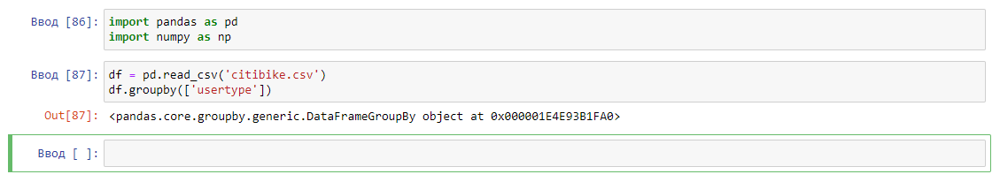 Ввод [86]: import pandas as pd
import numpy as np
Ввод [87]: df = pd.read_csv('citibike.csv')
df.groupby(['usertype'])
Out[87]: <pandas.core.groupby.generic.DataFrameGroupBy object at 0x000001E4E93B1FA0>
Ввод [ ]: